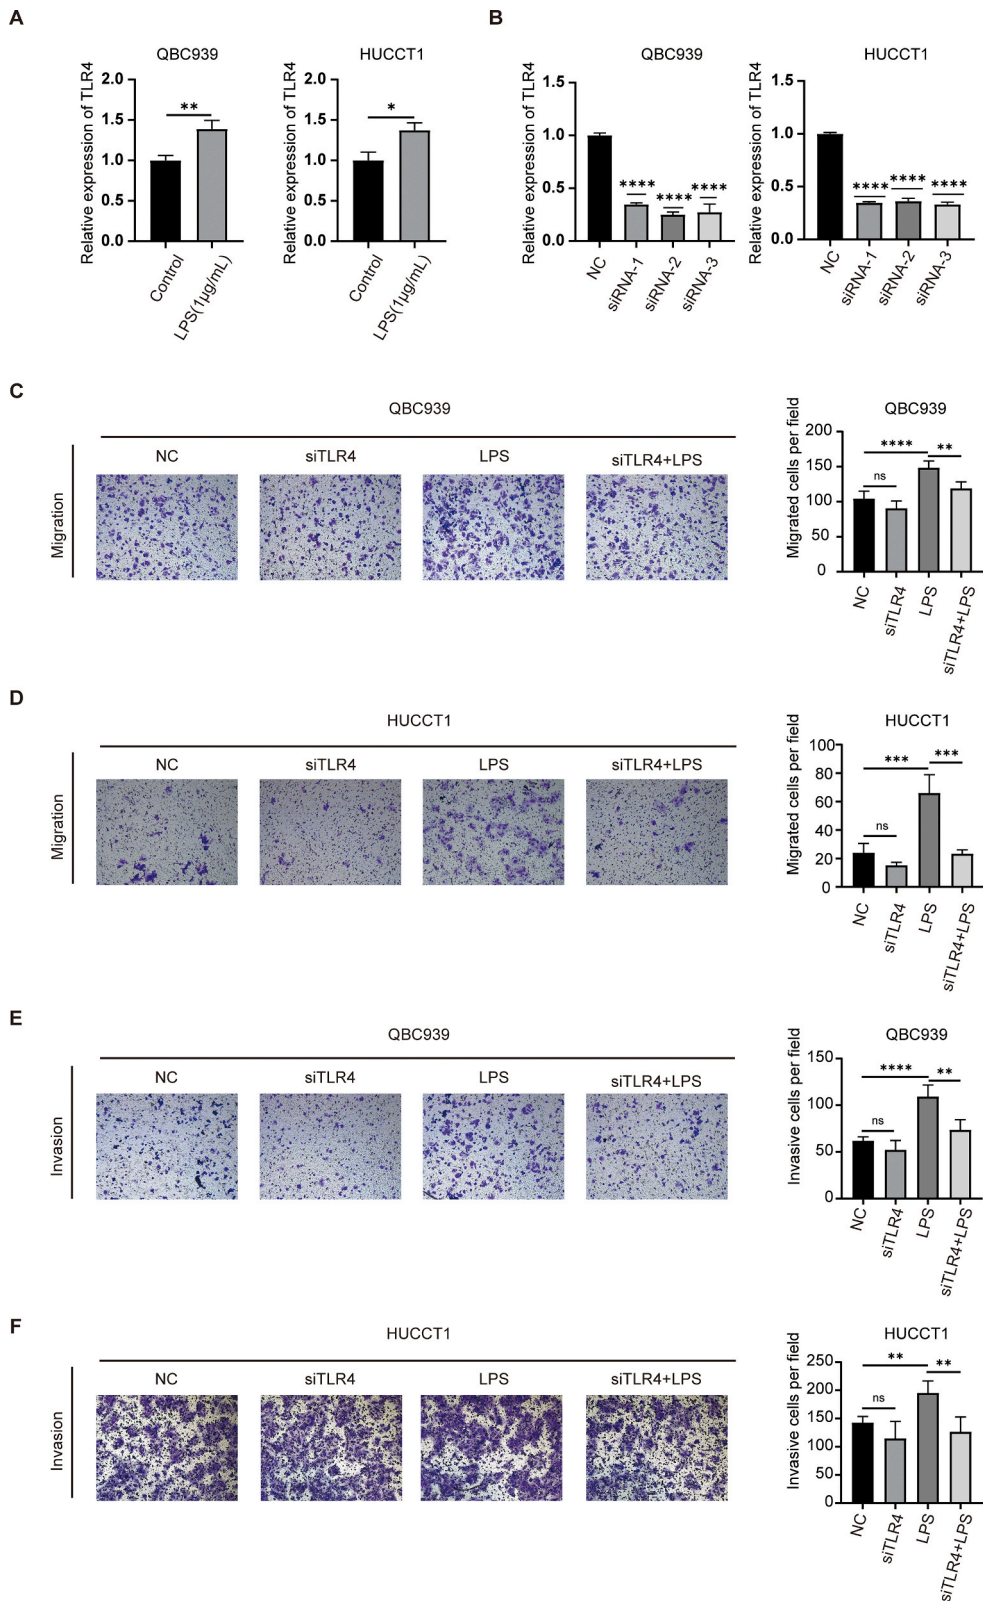 A
B
QBC939
HUCCT1
QBC939
HUCCT1
Relative expression of TLR4
2.0
1.5
1.0
0.5
0.0
**
Control
LPS(1μg/mL)
Relative expression of TLR4
2.0
1.5
1.0
0.5
0.0
*
Control
LPS(1μg/mL)
Relative expression of TLR4
1.5
1.0
0.5
0.0
**** **** ****
NC
siRNA-1
siRNA-2
siRNA-3
Relative expression of TLR4
1.5
1.0
0.5
0.0
**** **** ****
NC
siRNA-1
siRNA-2
siRNA-3
C
QBC939
NC siTLR4 LPS siTLR4+LPS
Migration
QBC939
Migrated cells per field
200
150
100
50
0
**** **
ns
NC
siTLR4
LPS
siTLR4+LPS
D
HUCCT1
NC siTLR4 LPS siTLR4+LPS
Migration
HUCCT1
Migrated cells per field
100
80
60
40
20
0
*** ***
ns
NC
siTLR4
LPS
siTLR4+LPS
E
QBC939
NC siTLR4 LPS siTLR4+LPS
Invasion
QBC939
Invasive cells per field
150
100
50
0
**** **
ns
NC
siTLR4
LPS
siTLR4+LPS
F
HUCCT1
NC siTLR4 LPS siTLR4+LPS
Invasion
HUCCT1
Invasive cells per field
250
200
150
100
50
0
** **
ns
NC
siTLR4
LPS
siTLR4+LPS